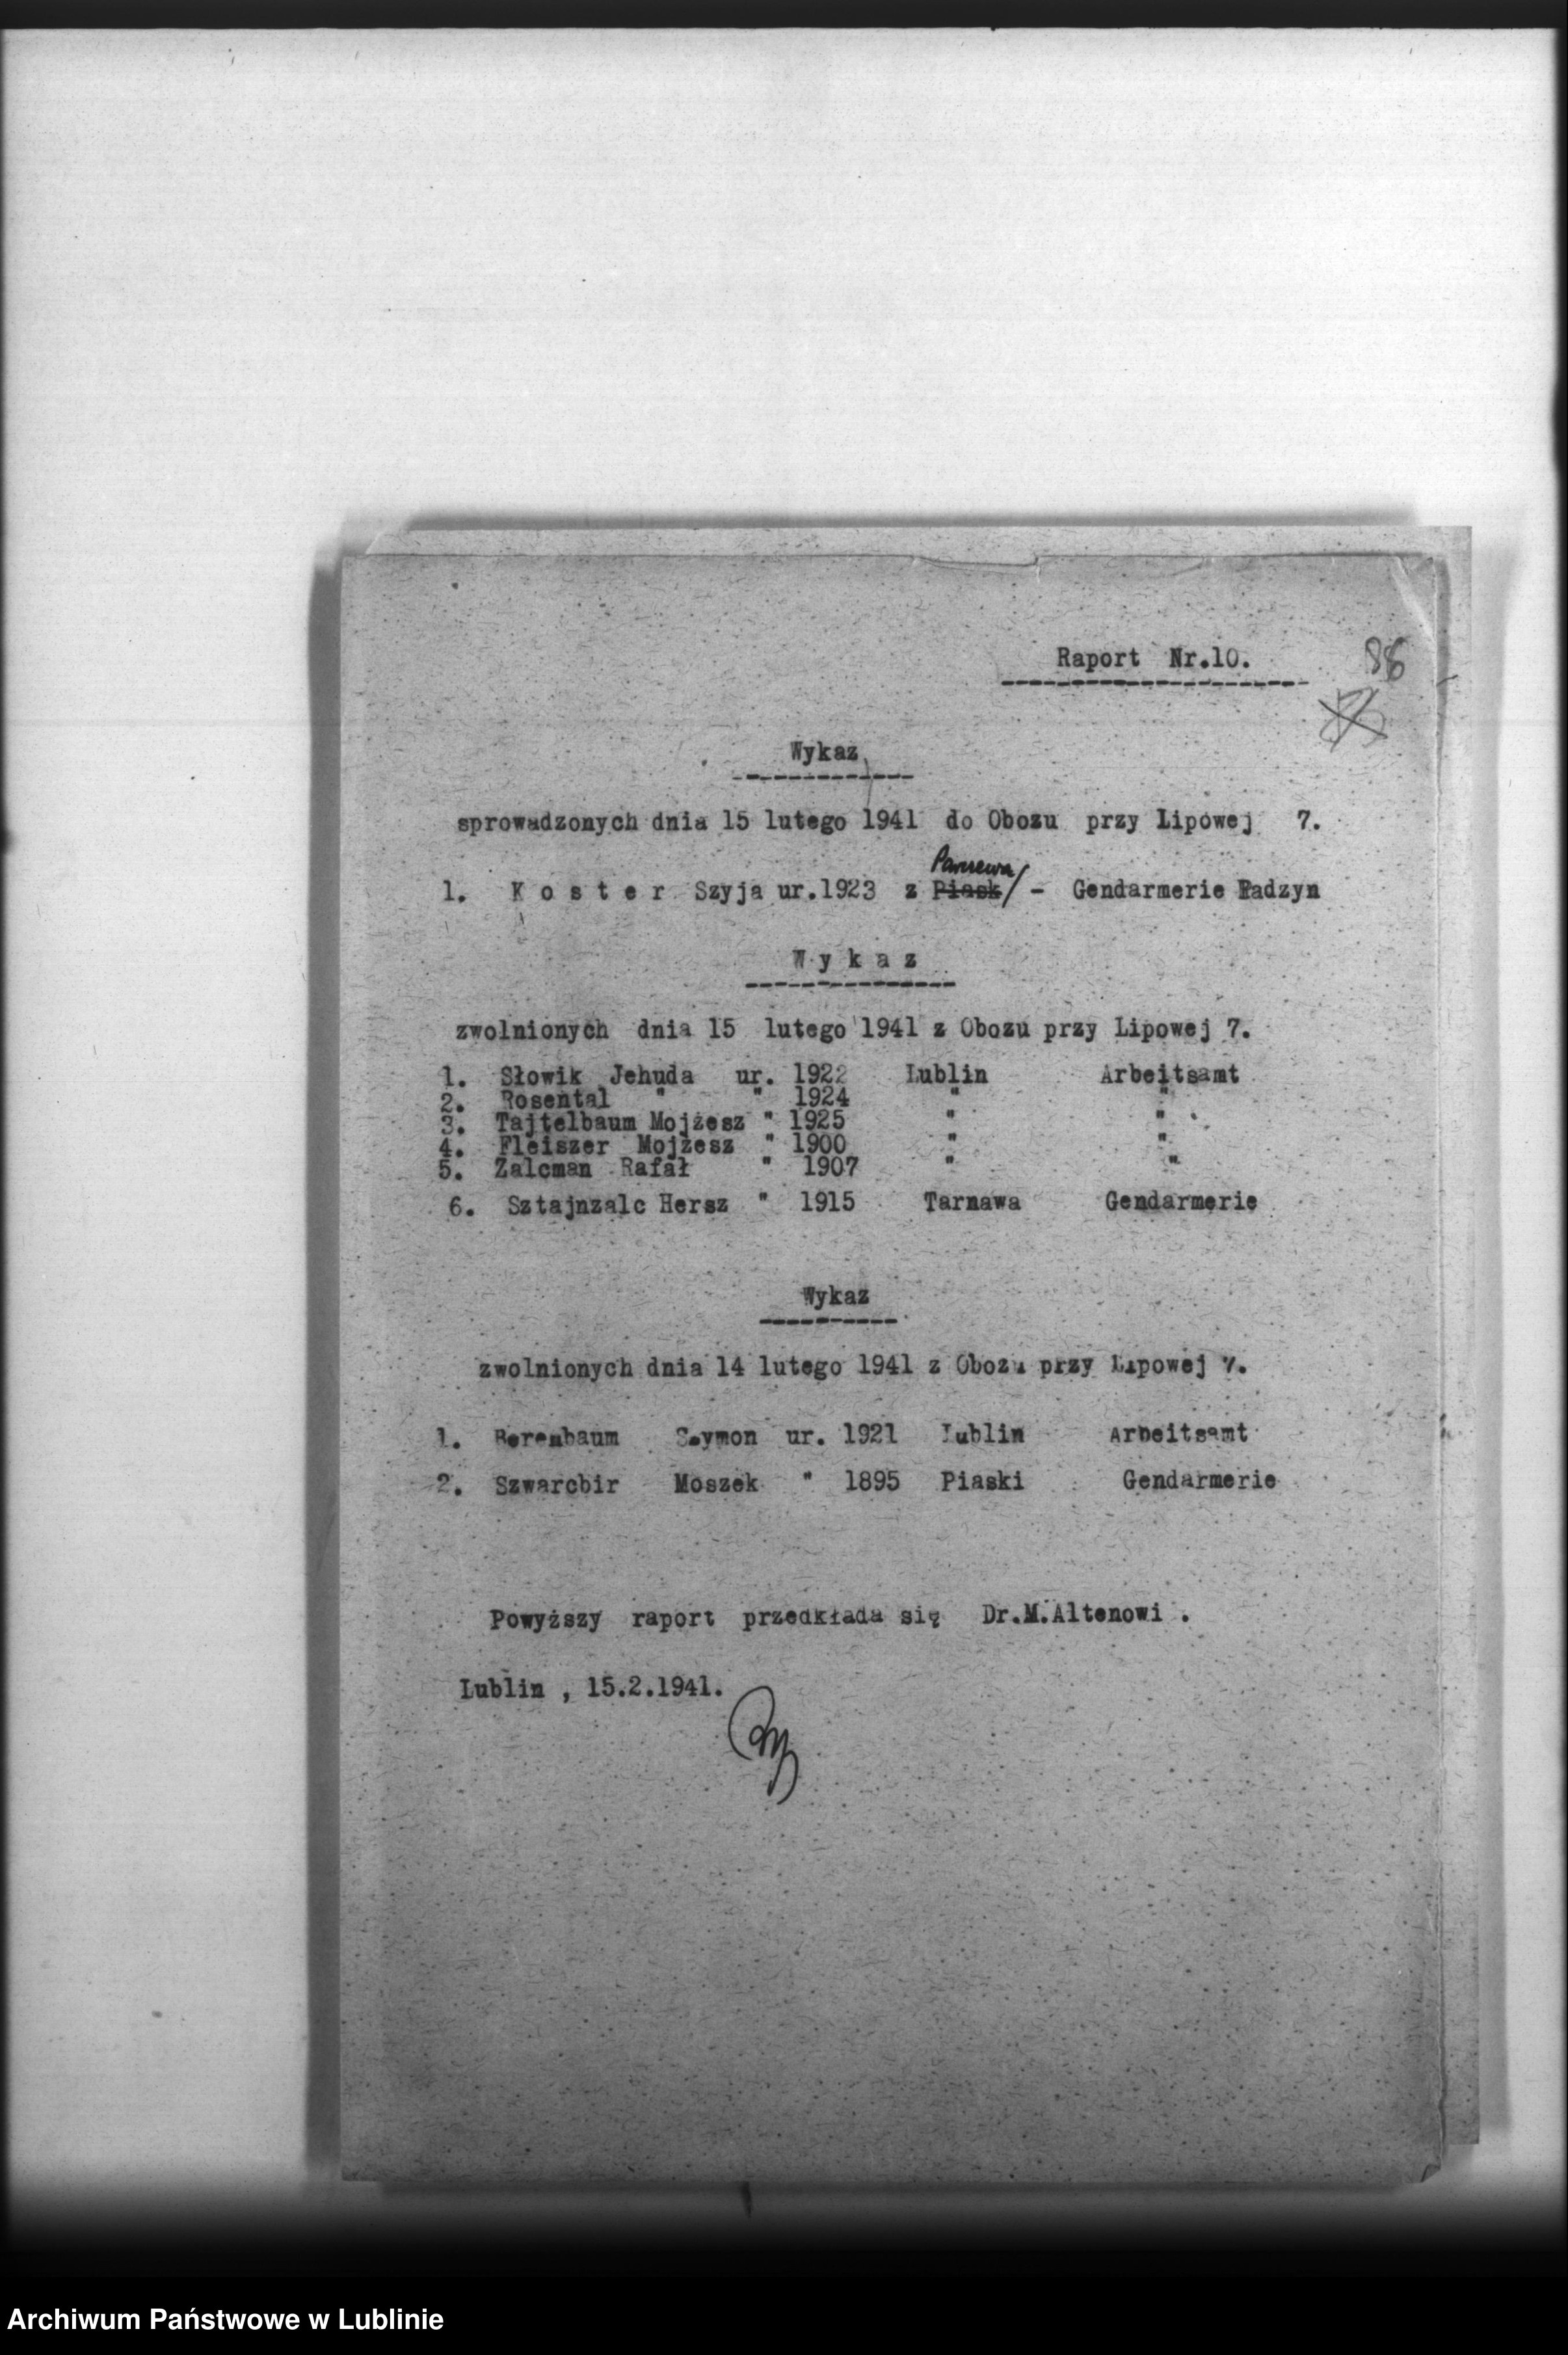 Raport Nr.10.
88
Wykaz
sprowadzonych dnia 15 lutego 1941 do Obozu przy Lipowej 7.
1. K o s t e r Szyja ur.1923 z Piask - Gendarmerie Radzyn
W y k a z
zwolnionych dnia 15 lutego 1941 z Obozu przy Lipowej 7.
1. Słowik Jehuda ur. 1922 Lublin Arbeitsamt
2. Rosental " " 1924 " "
3. Tajtelbaum Mojżesz " 1925 " "
4. Fleiszer Mojżesz " 1900 " "
5. Zalcman Rafał " 1907 " "
6. Sztajnzalc Hersz " 1915 Tarnawa Gendarmerie
Wykaz
zwolnionych dnia 14 lutego 1941 z Obozu przy Lipowej 7.
1. Berenbaum Szymon ur. 1921 Lublin Arbeitsamt
2. Szwarcbir Moszek " 1895 Piaski Gendarmerie
Powyższy raport przedkłada się Dr.M.Altenowi .
Lublin , 15.2.1941.
Archiwum Państwowe w Lublinie